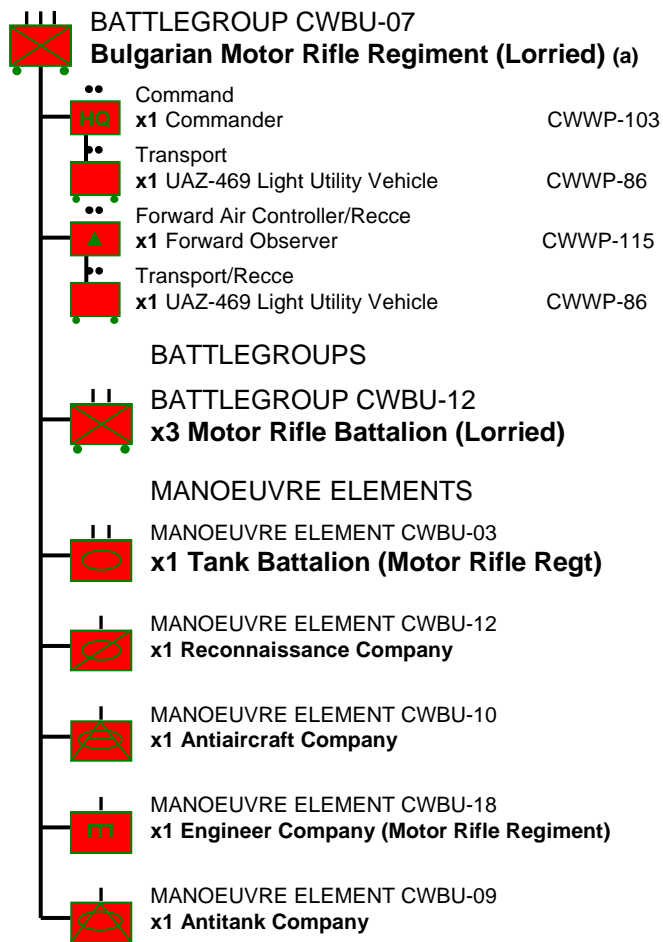 BATTLEGROUP CWBU-07
Bulgarian Motor Rifle Regiment (Lorried) (a)
Command
HQ x1 Commander CWWP-103
Transport
x1 UAZ-469 Light Utility Vehicle CWWP-86
Forward Air Controller/Recce
x1 Forward Observer CWWP-115
Transport/Recce
x1 UAZ-469 Light Utility Vehicle CWWP-86
BATTLEGROUPS
BATTLEGROUP CWBU-12
x3 Motor Rifle Battalion (Lorried)
MANOEUVRE ELEMENTS
MANOEUVRE ELEMENT CWBU-03
x1 Tank Battalion (Motor Rifle Regt)
MANOEUVRE ELEMENT CWBU-12
x1 Reconnaissance Company
MANOEUVRE ELEMENT CWBU-10
x1 Antiaircraft Company
MANOEUVRE ELEMENT CWBU-18
x1 Engineer Company (Motor Rifle Regiment)
MANOEUVRE ELEMENT CWBU-09
x1 Antitank Company